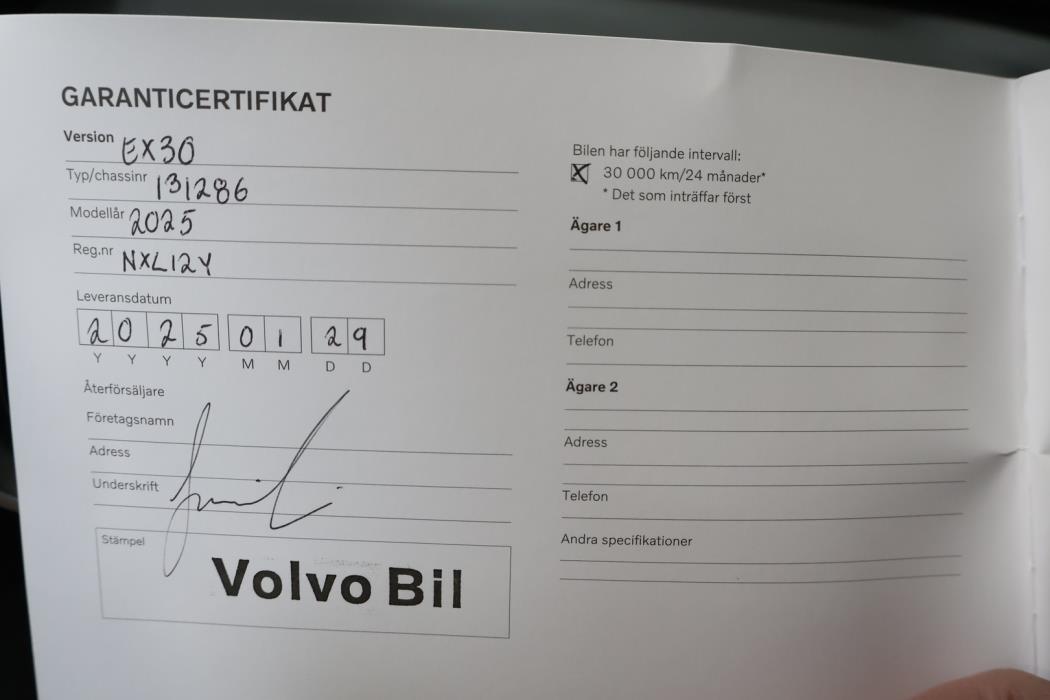 GARANTICERTIFIKAT
Version EX30
Typ/chassinr 131286
Modellår 2025
Reg.nr NXL12Y
Leveransdatum
2025 01 29
Y Y Y Y M M D D
Återförsäljare
Företagsnamn
Adress
Underskrift
Stämpel
Volvo Bil
Bilen har följande intervall:
X 30 000 km/24 månader*
* Det som inträffar först
Ägare 1
Adress
Telefon
Ägare 2
Adress
Telefon
Andra specifikationer